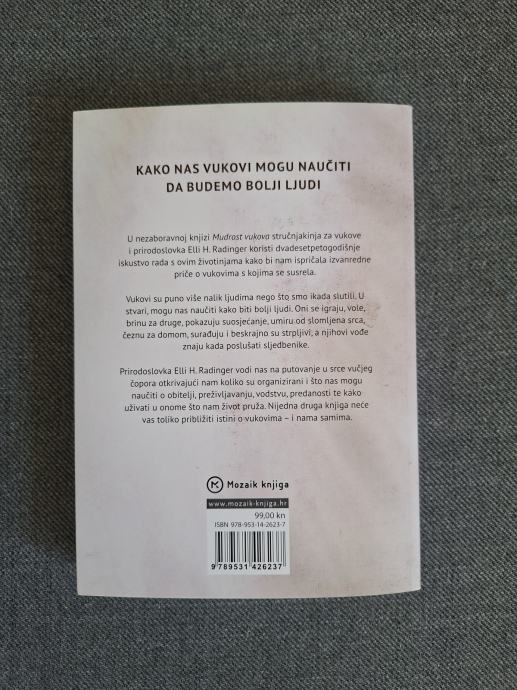 KAKO NAS VUKOVI MOGU NAUČITI
DA BUDEMO BOLJI LJUDI
U nezaboravnoj knjizi Mudrost vukova stručnjakinja za vukove
i prirodoslovka Elli H. Radinger koristi dvadesetpetogodišnje
iskustvo rada s ovim životinjama kako bi nam ispričala izvanredne
priče o vukovima s kojima se susrela.
Vukovi su puno više nalik ljudima nego što smo ikada slutili. U
stvari, mogu nas naučiti kako biti bolji ljudi. Oni se igraju, vole,
brinu za druge, pokazuju suosjećanje, umiru od slomljena srca,
čeznu za domom, surađuju i beskrajno su strpljivi, a njihovi vođe
znaju kada poslušati sljedbenike.
Prirodoslovka Elli H. Radinger vodi nas na putovanje u srce vučjeg
čopora otkrivajući nam koliko su organizirani i što nas mogu
naučiti o obitelji, preživljavanju, vodstvu, predanosti te kako
uživati u onome što nam život pruža. Nijedna druga knjiga neće
vas toliko približiti istini o vukovima – i nama samima.
Mozaik knjiga
www.mozaik-knjiga.hr
99,00 kn
ISBN 978-953-14-2623-7
9 789531 426237